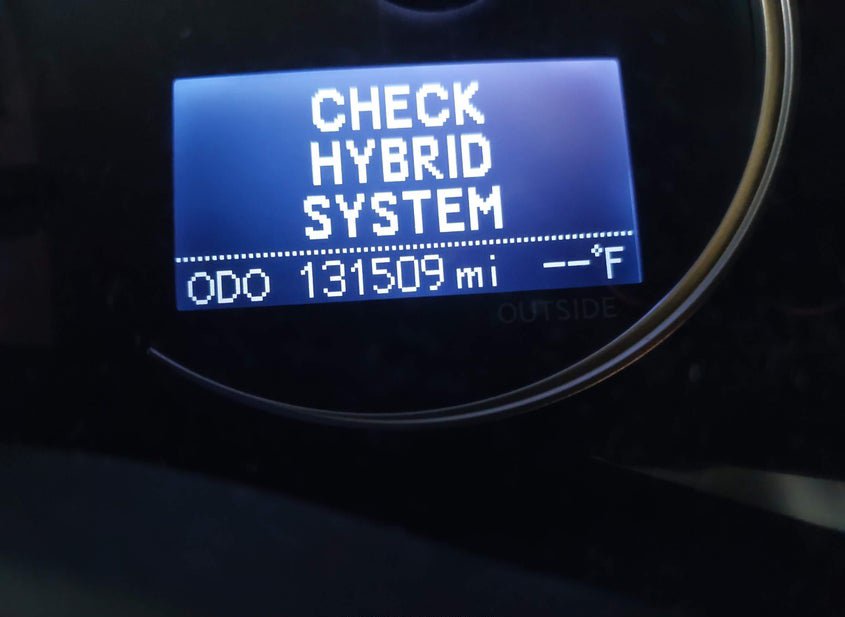 CHECK
HYBRID
SYSTEM
ODO 131509 mi --°F
OUTSIDE